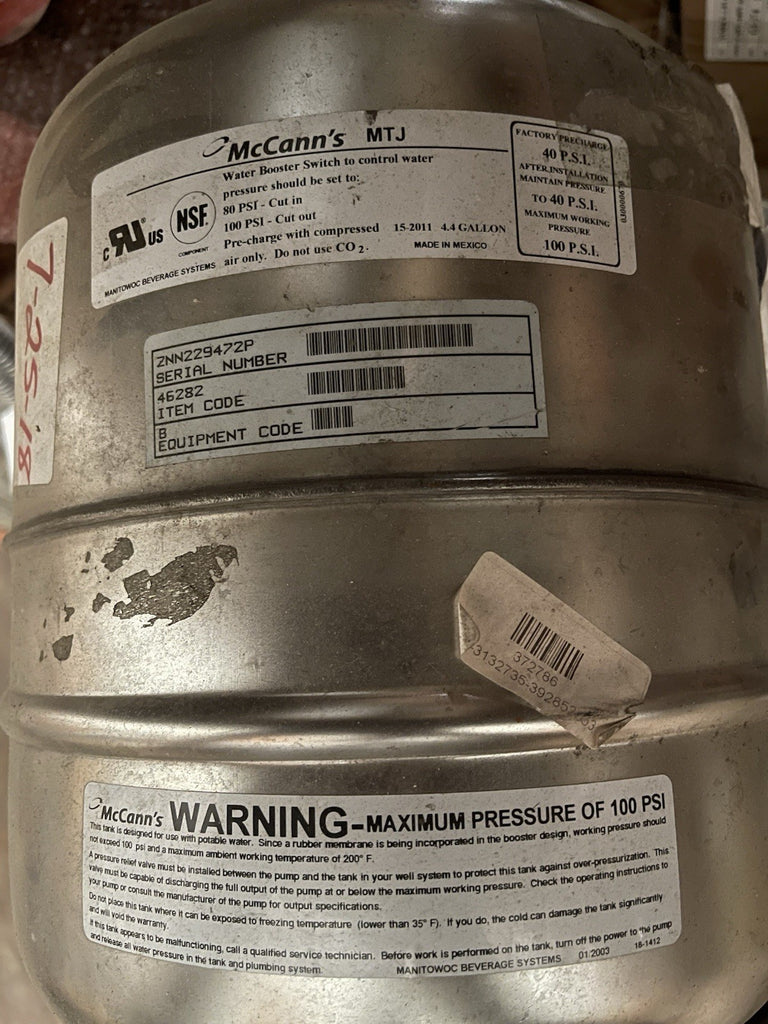 McCann's MTJ
Water Booster Switch to control water
pressure should be set to:
80 PSI - Cut in
100 PSI - Cut out
Pre-charge with compressed
air only. Do not use CO2.
15-2011 4.4 GALLON
MADE IN MEXICO
C RU US
NSF.
COMPONENT
MANITOWOC BEVERAGE SYSTEMS
FACTORY PRECHARGE
40 P.S.I.
AFTER INSTALLATION
MAINTAIN PRESSURE
TO 40 P.S.I.
MAXIMUM WORKING
PRESSURE
100 P.S.I.
7-25-18
ZNN229472P
SERIAL NUMBER
46282
ITEM CODE
B
EQUIPMENT CODE
372786
McCann's WARNING-MAXIMUM PRESSURE OF 100 PSI
This tank is designed for use with potable water. Since a rubber membrane is being incorporated in the booster design, working pressure should
not exceed 100 psi and a maximum ambient working temperature of 200° F.
A pressure relief valve must be installed between the pump and the tank in your well system to protect this tank against over-pressurization. This
valve must be capable of discharging the full output of the pump at or below the maximum working pressure. Check the operating instructions to
your pump or consult the manufacturer of the pump for output specifications.
Do not place this tank where it can be exposed to freezing temperature (lower than 35° F). If you do, the cold can damage the tank significantly
and will void the warranty.
If this tank appears to be malfunctioning, call a qualified service technician. Before work is performed on the tank, turn off the power to the pump
and release all water pressure in the tank and plumbing system.
MANITOWOC BEVERAGE SYSTEMS 01/2003 18-1412